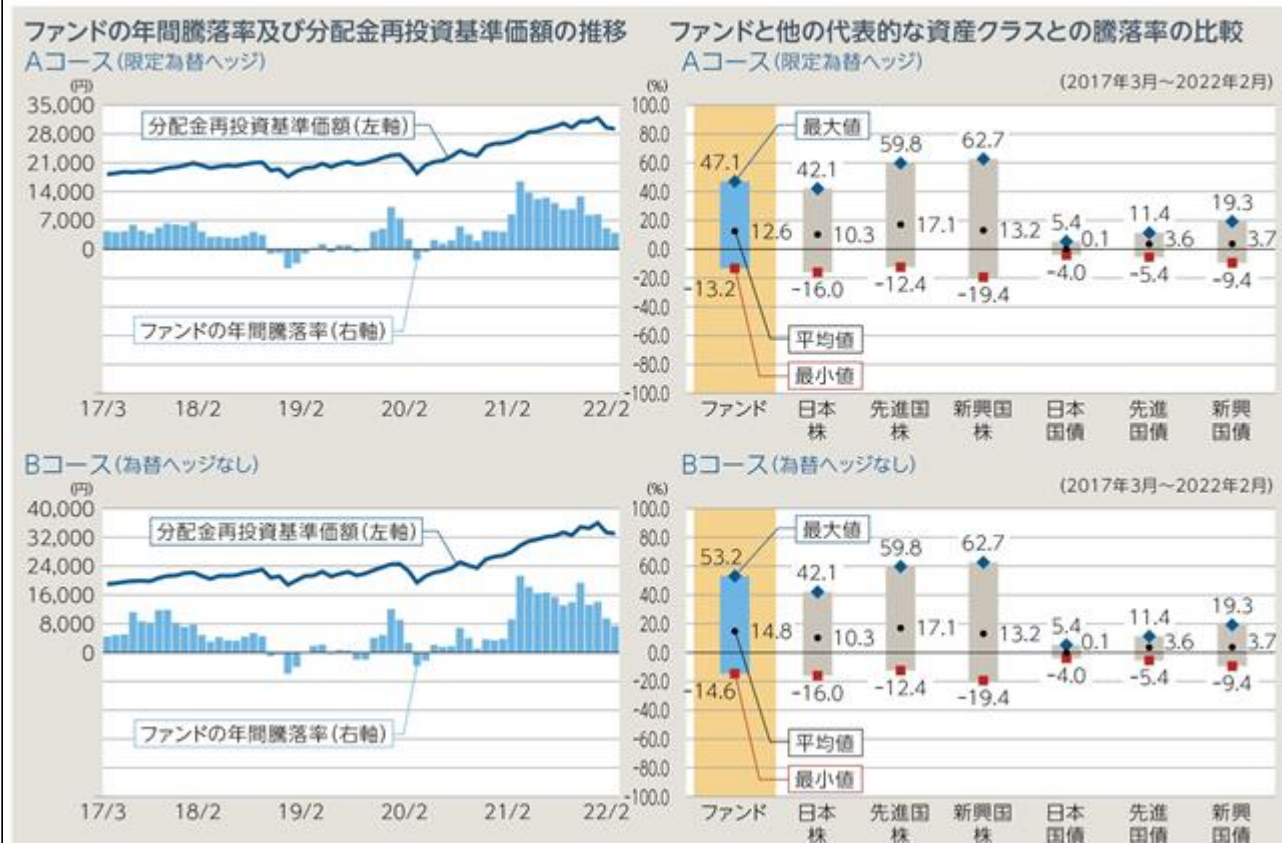 ファンドの年間騰落率及び分配金再投資基準価額の推移
Aコース(限定為替ヘッジ)
(円)
(%)
35,000
28,000
21,000
14,000
7,000
0
100.0
80.0
60.0
40.0
20.0
0.0
-20.0
-40.0
-60.0
-80.0
-100.0
分配金再投資基準価額(左軸)
ファンドの年間騰落率(右軸)
17/3 18/2 19/2 20/2 21/2 22/2
ファンドと他の代表的な資産クラスとの騰落率の比較
Aコース(限定為替ヘッジ)
(2017年3月~2022年2月)
最大値
47.1 42.1 59.8 62.7 5.4 11.4 19.3
12.6 10.3 17.1 13.2 0.1 3.6 3.7
-13.2 -16.0 -12.4 -19.4 -4.0 -5.4 -9.4
平均値
最小値
ファンド 日本 先進国 新興国 日本 先進 新興
株 株 株 国債 国債 国債
Bコース(為替ヘッジなし)
(円)
(%)
40,000
32,000
24,000
16,000
8,000
0
100.0
80.0
60.0
40.0
20.0
0.0
-20.0
-40.0
-60.0
-80.0
-100.0
分配金再投資基準価額(左軸)
ファンドの年間騰落率(右軸)
17/3 18/2 19/2 20/2 21/2 22/2
Bコース(為替ヘッジなし)
(2017年3月~2022年2月)
最大値
53.2 42.1 59.8 62.7 5.4 11.4 19.3
14.8 10.3 17.1 13.2 0.1 3.6 3.7
-14.6 -16.0 -12.4 -19.4 -4.0 -5.4 -9.4
平均値
最小値
ファンド 日本 先進国 新興国 日本 先進 新興
株 株 株 国債 国債 国債